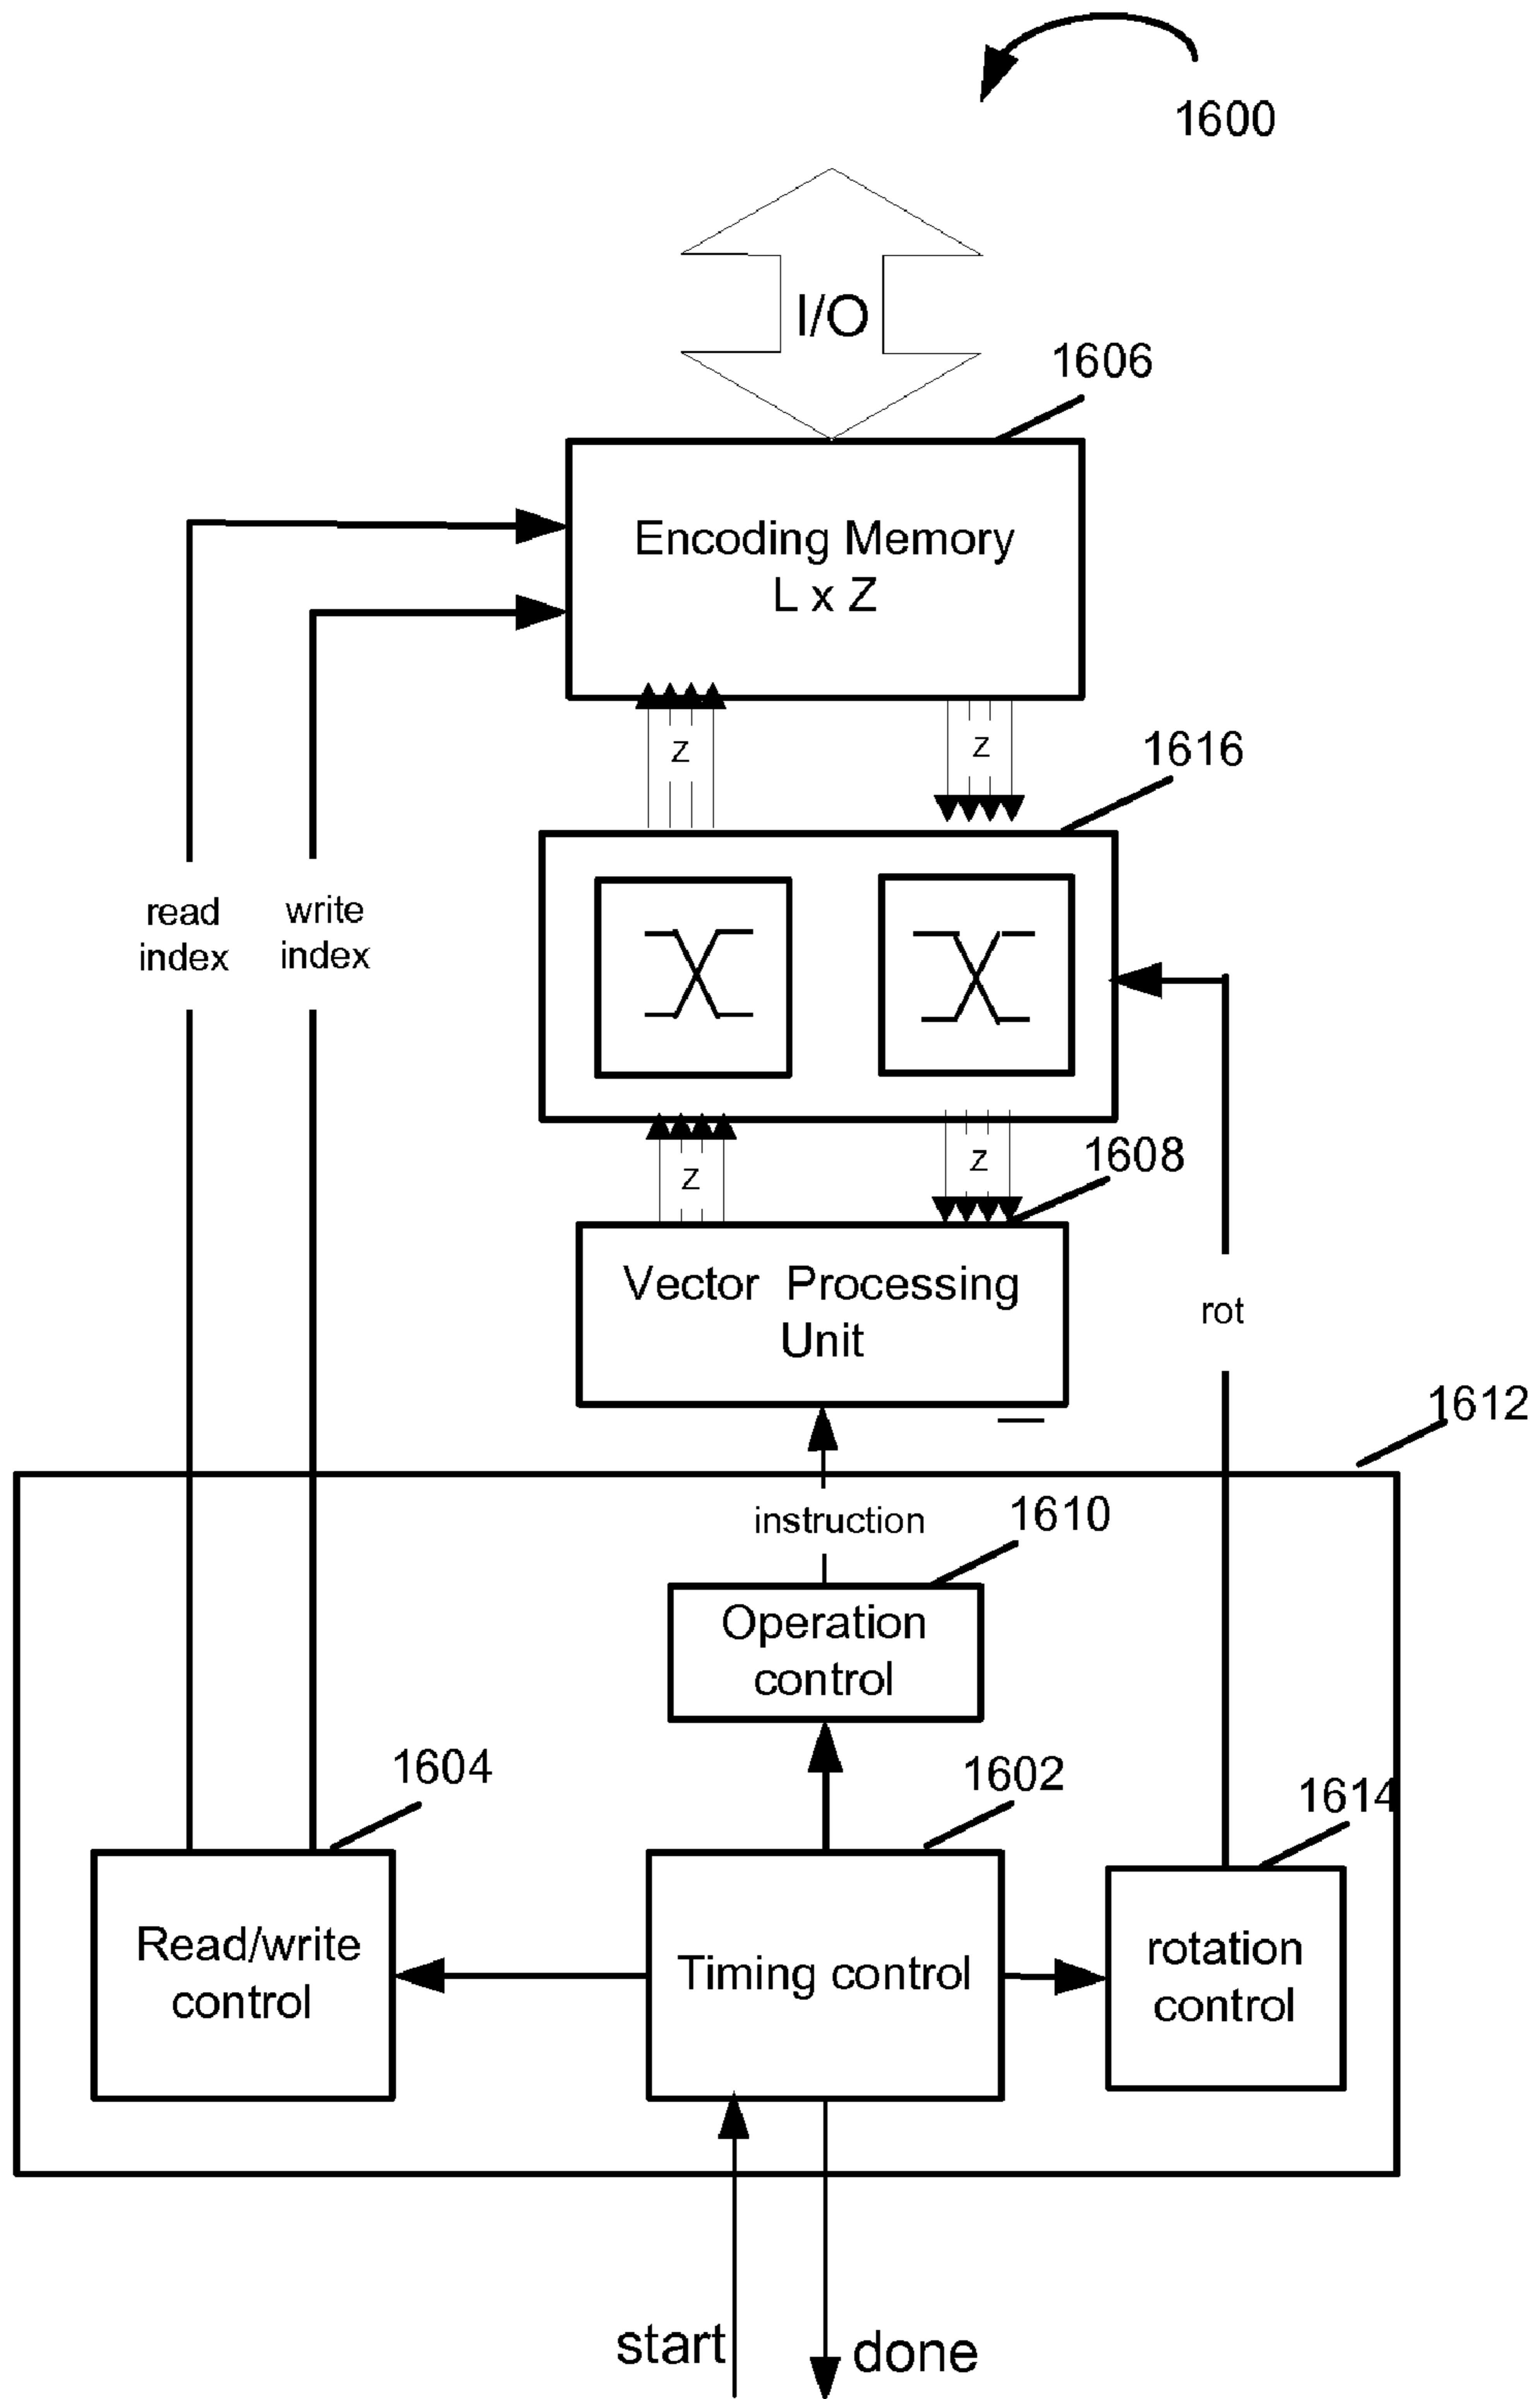 1600
I/O
1606
Encoding Memory
L x Z
Z
Z
1616
read
index
write
index
Z
Z
1608
Vector Processing
Unit
rot
1612
instruction
1610
Operation
control
1604
1602
1614
Read/write
control
Timing control
rotation
control
start
done